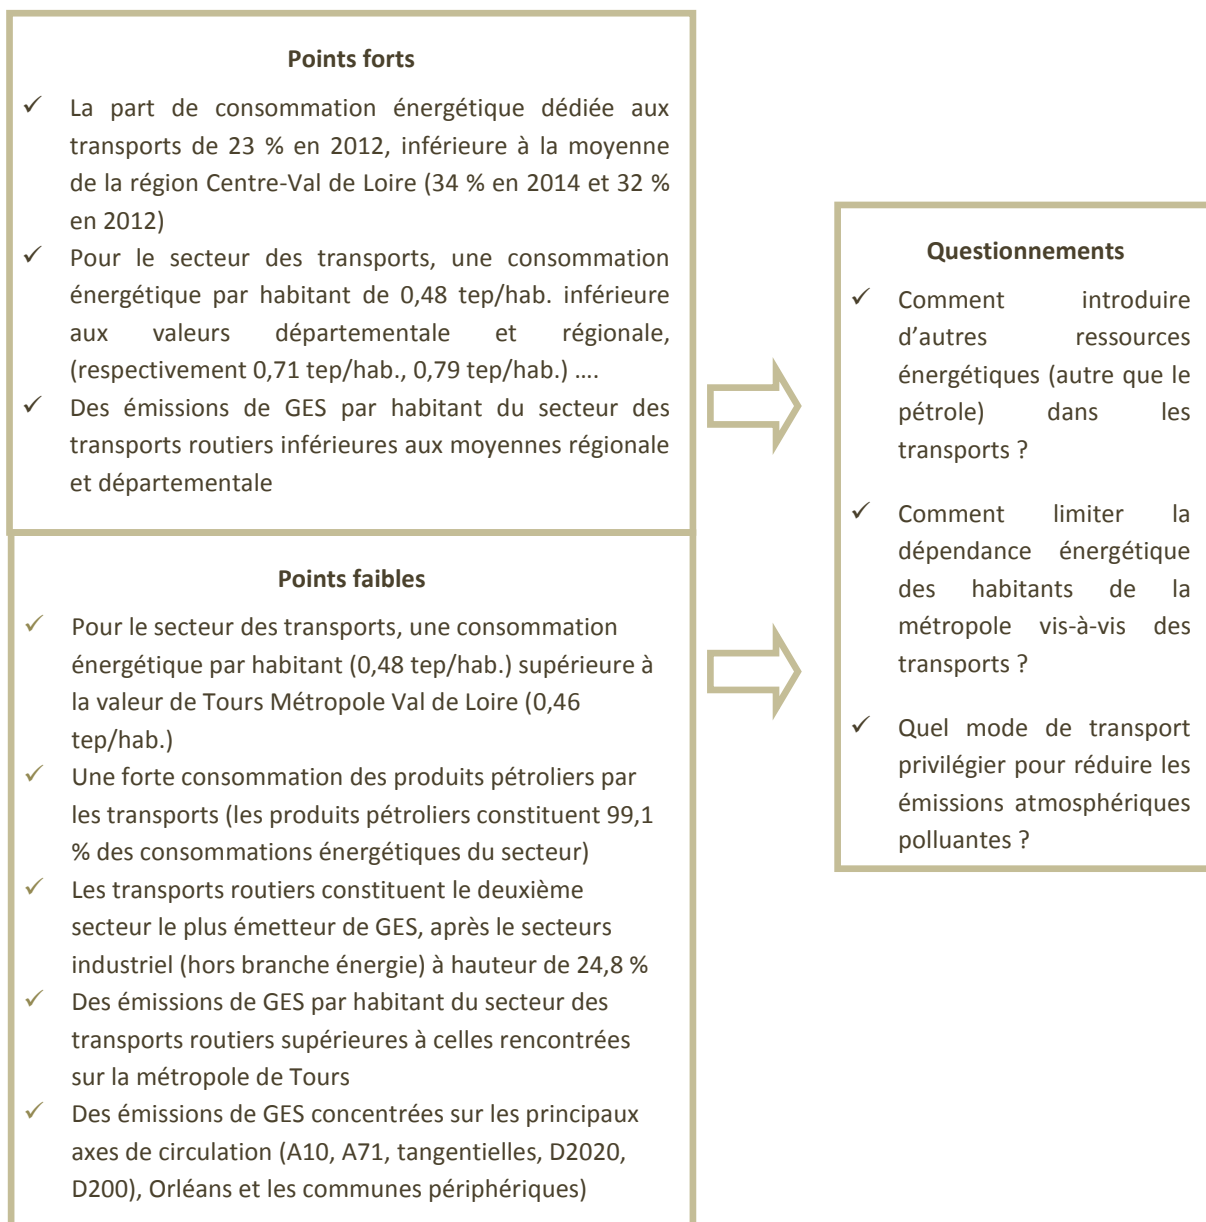 Points forts
✓ La part de consommation énergétique dédiée aux
transports de 23 % en 2012, inférieure à la moyenne
de la région Centre-Val de Loire (34 % en 2014 et 32 %
en 2012)
✓ Pour le secteur des transports, une consommation
énergétique par habitant de 0,48 tep/hab. inférieure
aux valeurs départementale et régionale,
(respectivement 0,71 tep/hab., 0,79 tep/hab.) ….
✓ Des émissions de GES par habitant du secteur des
transports routiers inférieures aux moyennes régionale
et départementale
Points faibles
✓ Pour le secteur des transports, une consommation
énergétique par habitant (0,48 tep/hab.) supérieure à
la valeur de Tours Métropole Val de Loire (0,46
tep/hab.)
✓ Une forte consommation des produits pétroliers par
les transports (les produits pétroliers constituent 99,1
% des consommations énergétiques du secteur)
✓ Les transports routiers constituent le deuxième
secteur le plus émetteur de GES, après le secteurs
industriel (hors branche énergie) à hauteur de 24,8 %
✓ Des émissions de GES par habitant du secteur des
transports routiers supérieures à celles rencontrées
sur la métropole de Tours
✓ Des émissions de GES concentrées sur les principaux
axes de circulation (A10, A71, tangentielles, D2020,
D200), Orléans et les communes périphériques)
Questionnements
✓ Comment introduire
d’autres ressources
énergétiques (autre que le
pétrole) dans les
transports ?
✓ Comment limiter la
dépendance énergétique
des habitants de la
métropole vis-à-vis des
transports ?
✓ Quel mode de transport
privilégier pour réduire les
émissions atmosphériques
polluantes ?